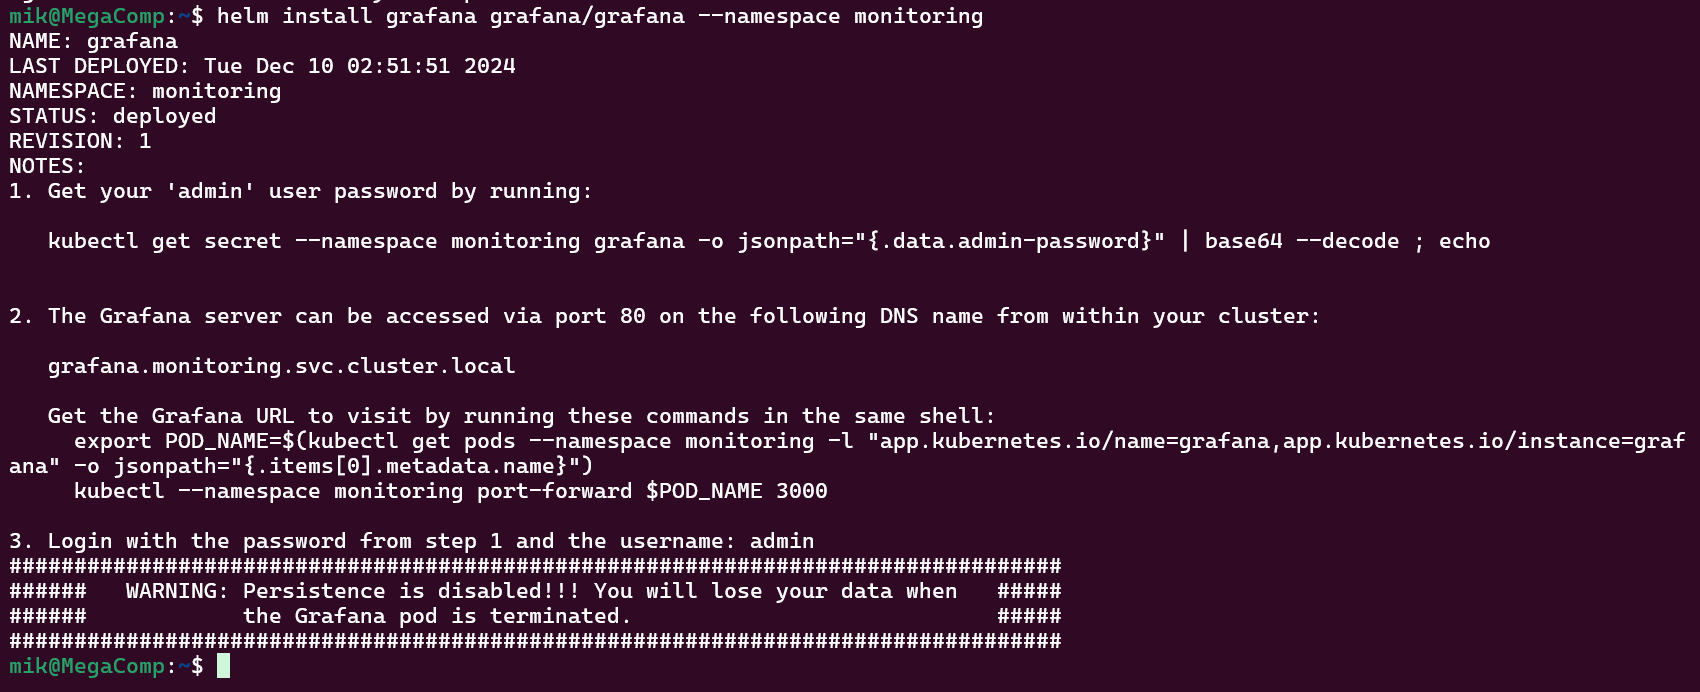 mik@MegaComp:~$ helm install grafana grafana/grafana --namespace monitoring
NAME: grafana
LAST DEPLOYED: Tue Dec 10 02:51:51 2024
NAMESPACE: monitoring
STATUS: deployed
REVISION: 1
NOTES:
1. Get your 'admin' user password by running:
   kubectl get secret --namespace monitoring grafana -o jsonpath="{.data.admin-password}" | base64 --decode ; echo
2. The Grafana server can be accessed via port 80 on the following DNS name from within your cluster:
   grafana.monitoring.svc.cluster.local
   Get the Grafana URL to visit by running these commands in the same shell:
     export POD_NAME=$(kubectl get pods --namespace monitoring -l "app.kubernetes.io/name=grafana,app.kubernetes.io/instance=graf
ana" -o jsonpath="{.items[0].metadata.name}")
     kubectl --namespace monitoring port-forward $POD_NAME 3000
3. Login with the password from step 1 and the username: admin
#################################################################################
######   WARNING: Persistence is disabled!!! You will lose your data when   #####
######            the Grafana pod is terminated.                            #####
#################################################################################
mik@MegaComp:~$